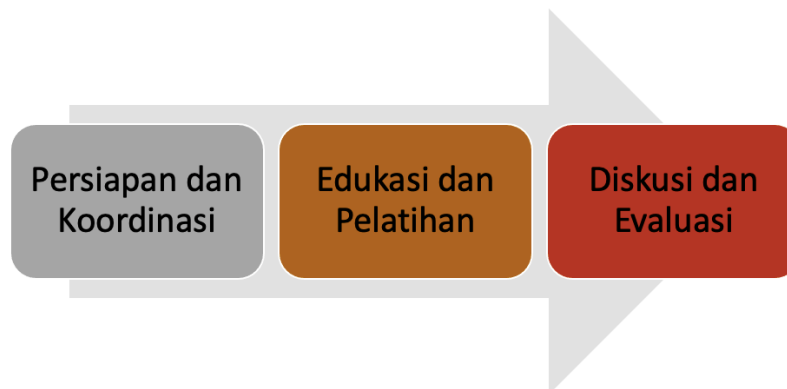 Persiapan dan
Koordinasi
Edukasi dan
Pelatihan
Diskusi dan
Evaluasi